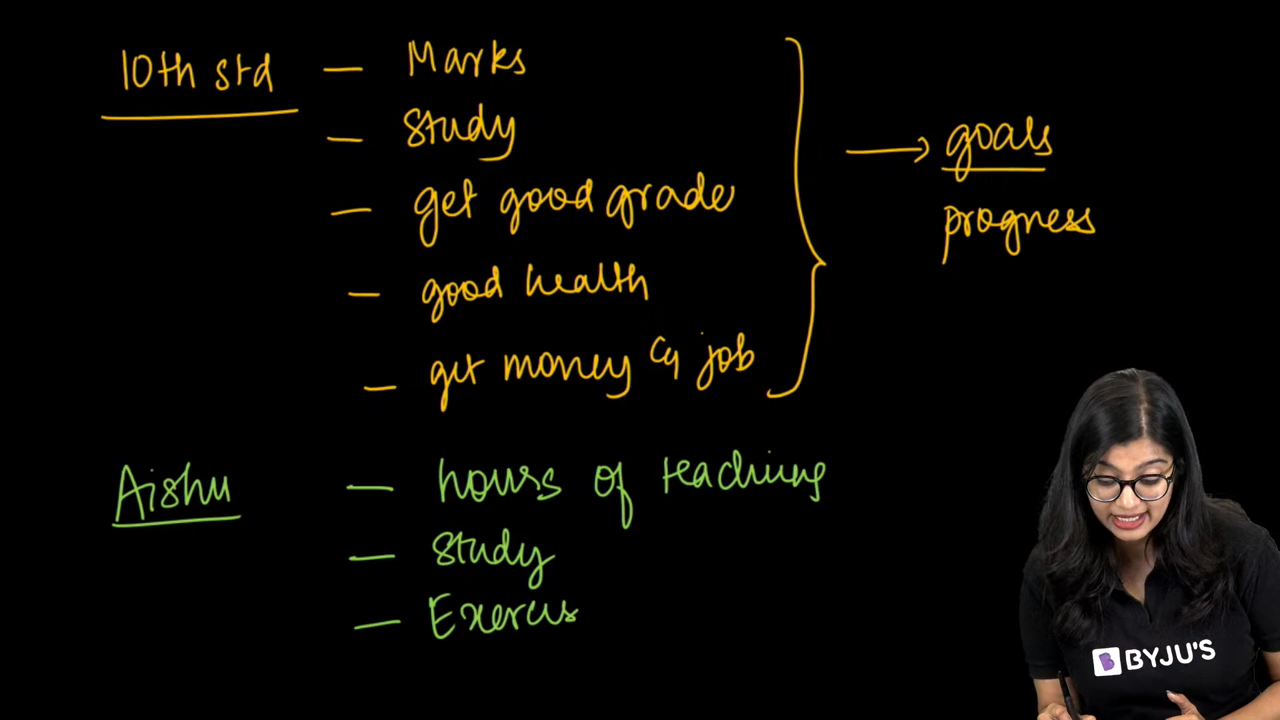 10th std — Marks
— study
— get good grade
— good health
— get money & job
→ goals
progress
Aishu — hours of teaching
— study
— Exercis
BYJU'S